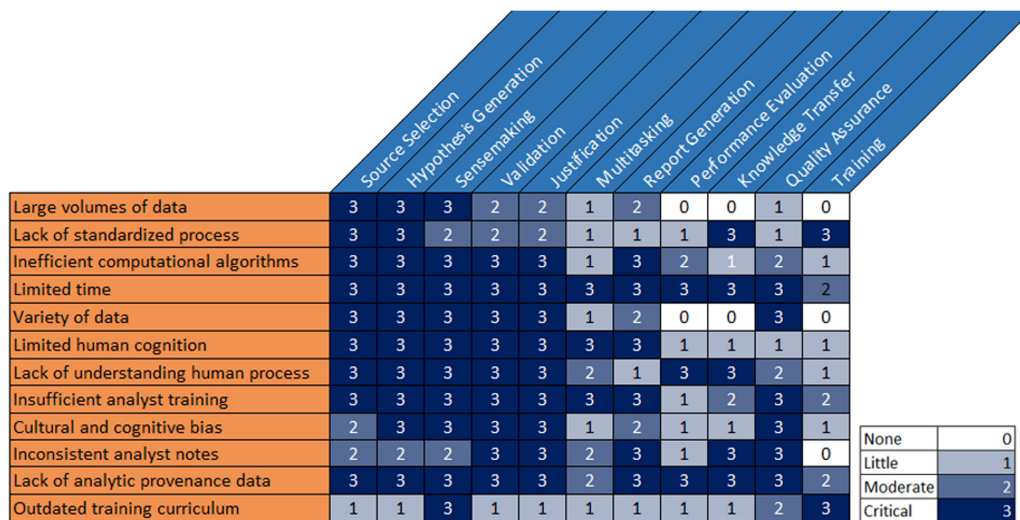 Source Selection
Hypothesis Generation
Sensemaking
Validation
Justification
Multitasking
Report Generation
Performance Evaluation
Knowledge Transfer
Quality Assurance
Training
Large volumes of data 3 3 3 2 2 1 2 0 0 1 0
Lack of standardized process 3 3 2 2 2 1 1 1 3 1 3
Inefficient computational algorithms 3 3 3 3 3 1 3 2 1 2 1
Limited time 3 3 3 3 3 3 3 3 3 3 2
Variety of data 3 3 3 3 3 1 2 0 0 3 0
Limited human cognition 3 3 3 3 3 3 3 1 1 1 1
Lack of understanding human process 3 3 3 3 3 2 1 3 3 2 1
Insufficient analyst training 3 3 3 3 3 3 3 1 2 3 2
Cultural and cognitive bias 2 3 3 3 3 1 2 1 1 3 1
Inconsistent analyst notes 2 2 2 3 3 2 3 1 3 3 0
Lack of analytic provenance data 3 3 3 3 3 2 3 3 3 3 2
Outdated training curriculum 1 1 3 1 1 1 1 1 1 2 3
None 0
Little 1
Moderate 2
Critical 3